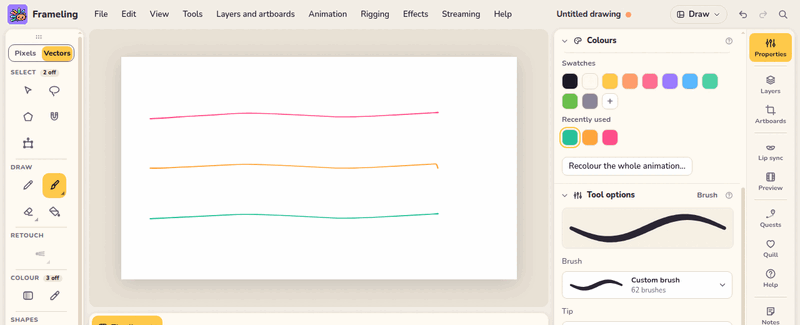 Frameling File Edit View Tools Layers and artboards Animation Rigging Effects Streaming Help Untitled drawing Draw
Pixels Vectors
SELECT 2 off
DRAW
RETOUCH
COLOUR 3 off
SHAPES
Colours
Swatches
Recently used
Recolour the whole animation...
Tool options Brush
Brush
Custom brush
62 brushes
Tip
Properties
Layers
Artboards
Lip sync
Preview
Quests
Quill
Help
Notes